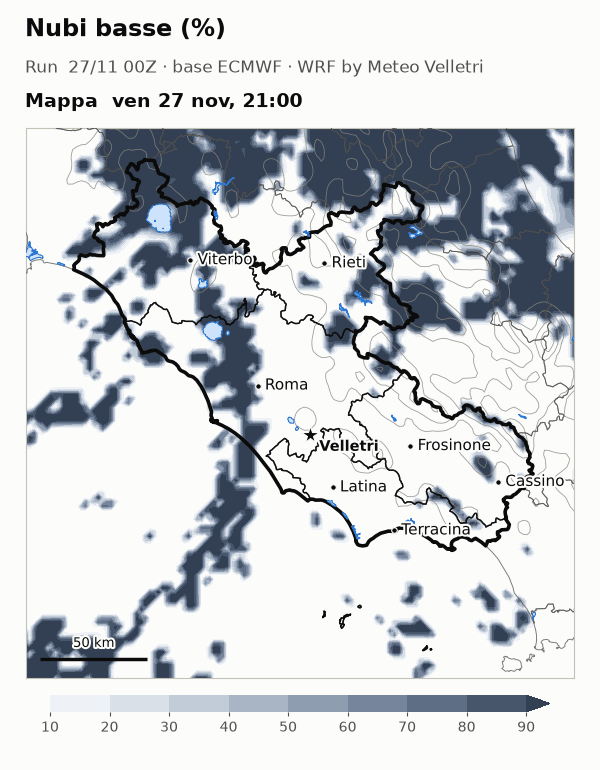 Nubi basse (%)
Run 27/11 00Z · base ECMWF · WRF by Meteo Velletri
Mappa ven 27 nov, 21:00
Viterbo
Rieti
Roma
Velletri
Frosinone
Cassino
Latina
Terracina
50 km
10 20 30 40 50 60 70 80 90